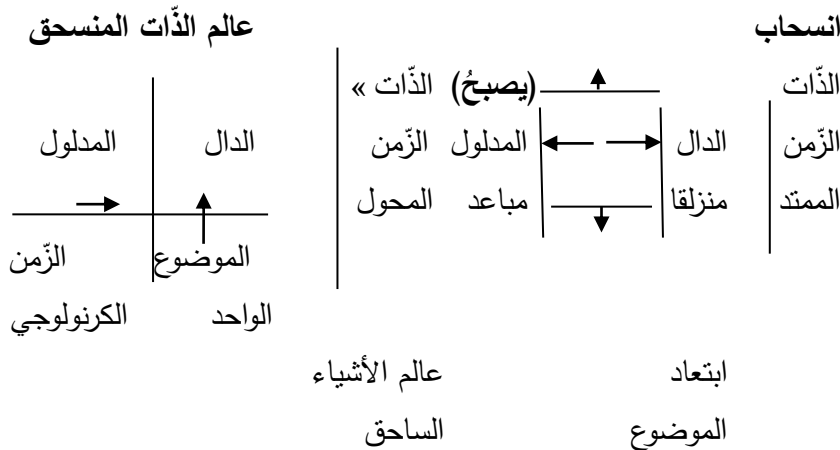 انسحاب عالم الذّات المنسحق
الذّات (يصبحُ) الذّات »
الزّمن الدال المدلول الزّمن الدال المدلول
الممتد منزلقا مباعد المحول
الموضوع الزّمن
الواحد الكرنولوجي
ابتعاد عالم الأشياء
الموضوع الساحق